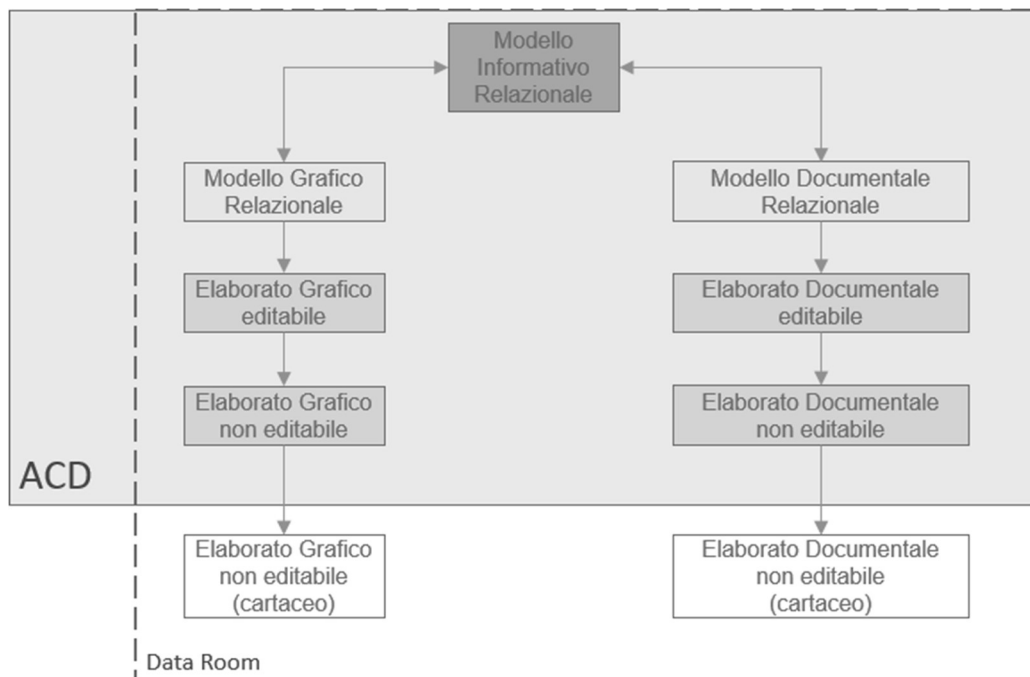 Modello
Informativo
Relazionale
Modello Grafico
Relazionale
Modello Documentale
Relazionale
Elaborato Grafico
editabile
Elaborato Documentale
editabile
Elaborato Grafico
non editabile
Elaborato Documentale
non editabile
ACD
Elaborato Grafico
non editabile
(cartaceo)
Elaborato Documentale
non editabile
(cartaceo)
Data Room